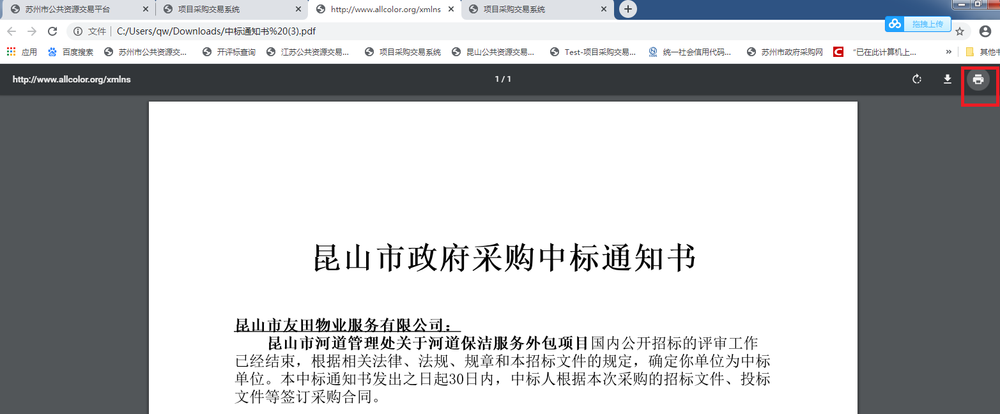 苏州市公共资源交易平台
项目采购交易系统
http://www.allcolor.org/xmlns
项目采购交易系统
文件 C:/Users/qw/Downloads/中标通知书%20(3).pdf
拖拽上传
应用
百度搜索
苏州市公共资源交...
开评标查询
江苏公共资源交易...
项目采购交易系统
昆山公共资源交易...
Test-项目采购交易...
统一社会信用代码...
苏州市政府采购网
“已在此计算机上...
»
其他书
http://www.allcolor.org/xmlns
1 / 1
昆山市政府采购中标通知书
昆山市友田物业服务有限公司：
昆山市河道管理处关于河道保洁服务外包项目国内公开招标的评审工作
已经结束，根据相关法律、法规、规章和本招标文件的规定，确定你单位为中标
单位。本中标通知书发出之日起30日内，中标人根据本次采购的招标文件、投标
文件等签订采购合同。